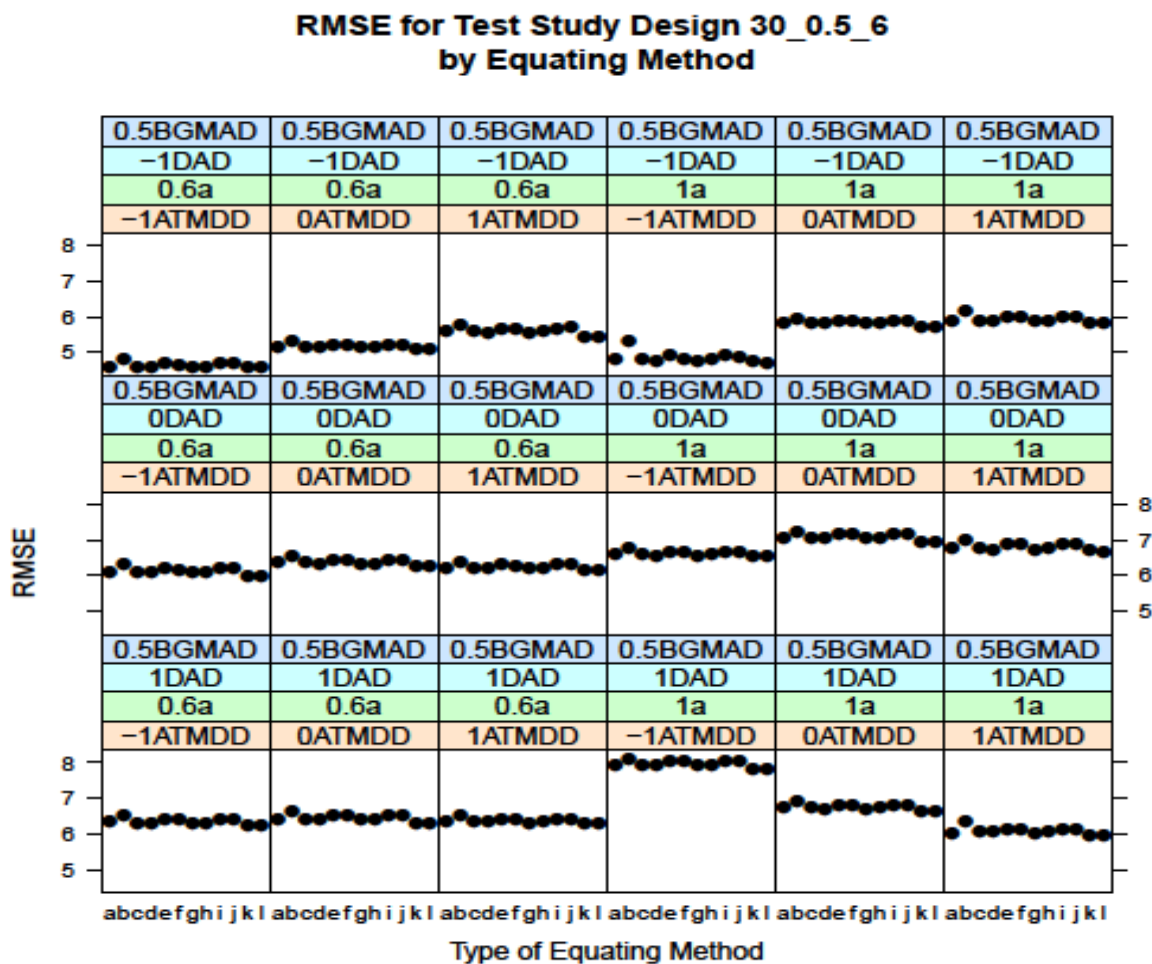 RMSE for Test Study Design 30_0.5_6
by Equating Method
0.5BGMAD 0.5BGMAD 0.5BGMAD 0.5BGMAD 0.5BGMAD 0.5BGMAD
−1DAD −1DAD −1DAD −1DAD −1DAD −1DAD
0.6a 0.6a 0.6a 1a 1a 1a
−1ATMDD 0ATMDD 1ATMDD −1ATMDD 0ATMDD 1ATMDD
8
7
6
5
0.5BGMAD 0.5BGMAD 0.5BGMAD 0.5BGMAD 0.5BGMAD 0.5BGMAD
0DAD 0DAD 0DAD 0DAD 0DAD 0DAD
0.6a 0.6a 0.6a 1a 1a 1a
−1ATMDD 0ATMDD 1ATMDD −1ATMDD 0ATMDD 1ATMDD
8
7
6
5
RMSE
0.5BGMAD 0.5BGMAD 0.5BGMAD 0.5BGMAD 0.5BGMAD 0.5BGMAD
1DAD 1DAD 1DAD 1DAD 1DAD 1DAD
0.6a 0.6a 0.6a 1a 1a 1a
−1ATMDD 0ATMDD 1ATMDD −1ATMDD 0ATMDD 1ATMDD
8
7
6
5
abcdefghijkl abcdefghijkl abcdefghijkl abcdefghijkl abcdefghijkl abcdefghijkl
Type of Equating Method